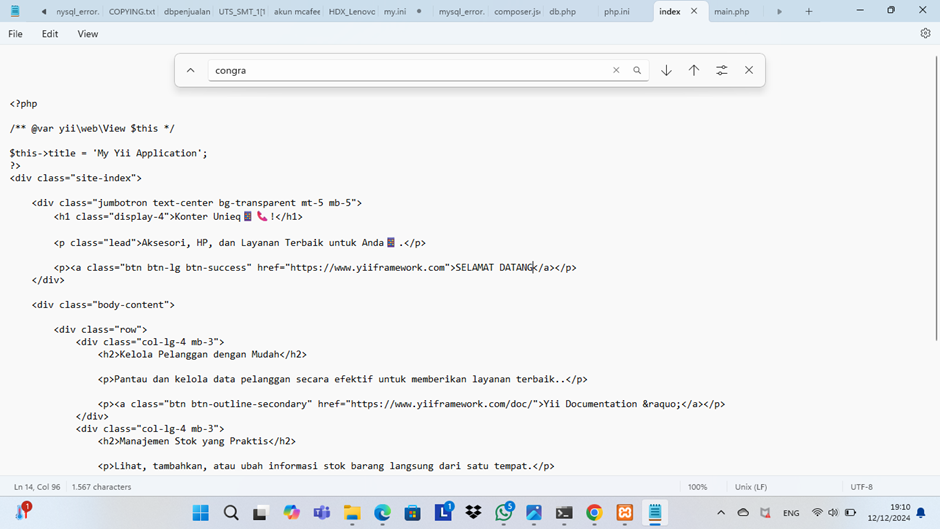 nysql_error.
COPYING.txt
dbpenjualan
UTS_SMT_1[1
akun mcafee
HDX_Lenovo
my.ini
mysql_error.
composer.jso
db.php
php.ini
index
main.php
File Edit View
congra
<?php
/** @var yii\web\View $this */
$this->title = 'My Yii Application';
?>
<div class="site-index">
<div class="jumbotron text-center bg-transparent mt-5 mb-5">
<h1 class="display-4">Konter Unieq📱📞!</h1>
<p class="lead">Aksesori, HP, dan Layanan Terbaik untuk Anda📱.</p>
<p><a class="btn btn-lg btn-success" href="https://www.yiiframework.com">SELAMAT DATANG</a></p>
</div>
<div class="body-content">
<div class="row">
<div class="col-lg-4 mb-3">
<h2>Kelola Pelanggan dengan Mudah</h2>
<p>Pantau dan kelola data pelanggan secara efektif untuk memberikan layanan terbaik..</p>
<p><a class="btn btn-outline-secondary" href="https://www.yiiframework.com/doc/">Yii Documentation &raquo;</a></p>
</div>
<div class="col-lg-4 mb-3">
<h2>Manajemen Stok yang Praktis</h2>
<p>Lihat, tambahkan, atau ubah informasi stok barang langsung dari satu tempat.</p>
Ln 14, Col 96 1.567 characters 100% Unix (LF) UTF-8
1
1
5
ENG
19:10
12/12/2024